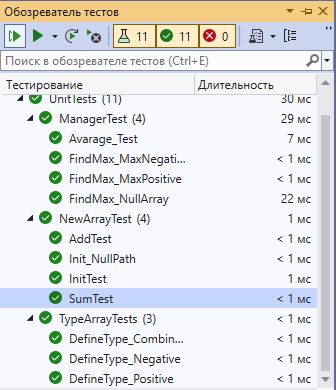 Обозреватель тестов
11 11 0
Поиск в обозревателе тестов (Ctrl+E)
Тестирование Длительность
UnitTests (11) 30 мс
ManagerTest (4) 29 мс
Avarage_Test 7 мс
FindMax_MaxNegati... < 1 мс
FindMax_MaxPositive < 1 мс
FindMax_NullArray 22 мс
NewArrayTest (4) 1 мс
AddTest < 1 мс
Init_NullPath < 1 мс
InitTest 1 мс
SumTest < 1 мс
TypeArrayTests (3) < 1 мс
DefineType_Combin... < 1 мс
DefineType_Negative < 1 мс
DefineType_Positive < 1 мс